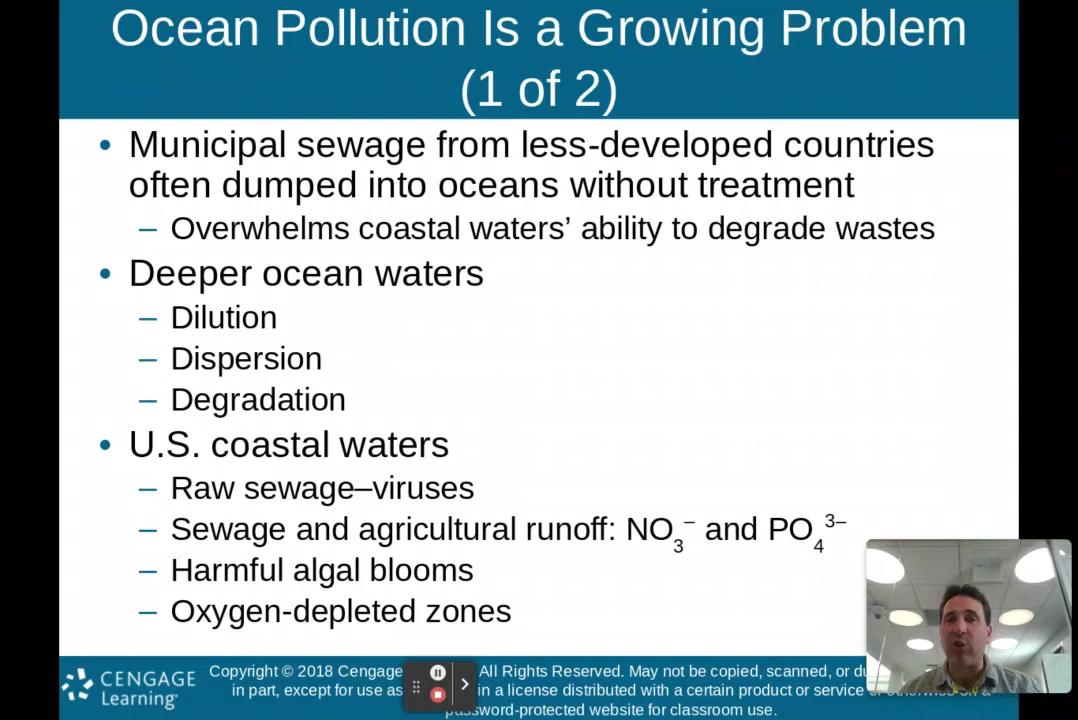 Ocean Pollution Is a Growing Problem
(1 of 2)
• Municipal sewage from less-developed countries
often dumped into oceans without treatment
– Overwhelms coastal waters’ ability to degrade wastes
• Deeper ocean waters
– Dilution
– Dispersion
– Degradation
• U.S. coastal waters
– Raw sewage–viruses
– Sewage and agricultural runoff: NO₃⁻ and PO₄³⁻
– Harmful algal blooms
– Oxygen-depleted zones
CENGAGE
Learning
Copyright © 2018 Cengage All Rights Reserved. May not be copied, scanned, or
in part, except for use as in a license distributed with a certain product or service
password-protected website for classroom use.